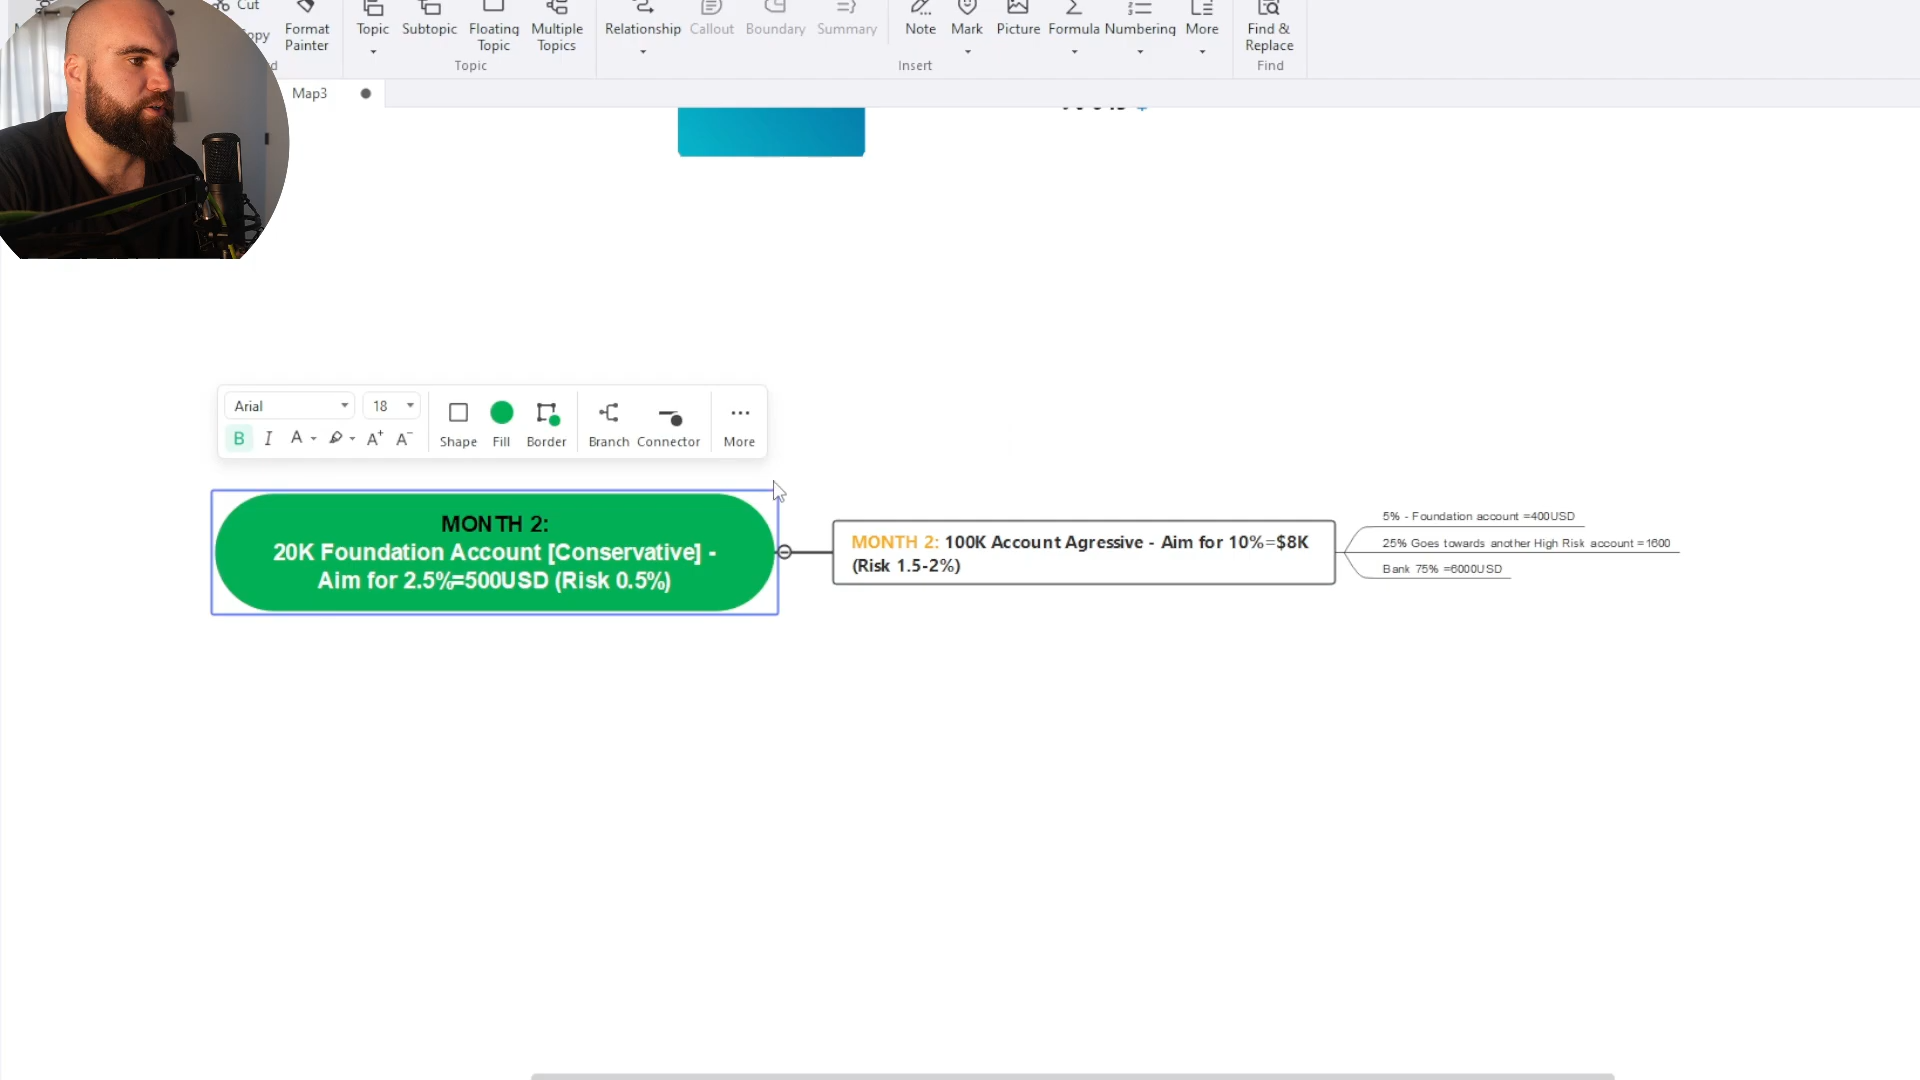 Cut
Format
Painter
Topic
Subtopic
Floating
Topic
Multiple
Topics
Topic
Relationship
Callout
Boundary
Summary
Note
Mark
Picture
Formula
Numbering
More
Insert
Find &
Replace
Find
Map3
Arial
18
B
I
A
A+
A-
Shape
Fill
Border
Branch
Connector
More
MONTH 2:
20K Foundation Account [Conservative] -
Aim for 2.5%=500USD (Risk 0.5%)
MONTH 2: 100K Account Agressive - Aim for 10%=$8K
(Risk 1.5-2%)
5% - Foundation account =400USD
25% Goes towards another High Risk account =1600
Bank 75% =6000USD